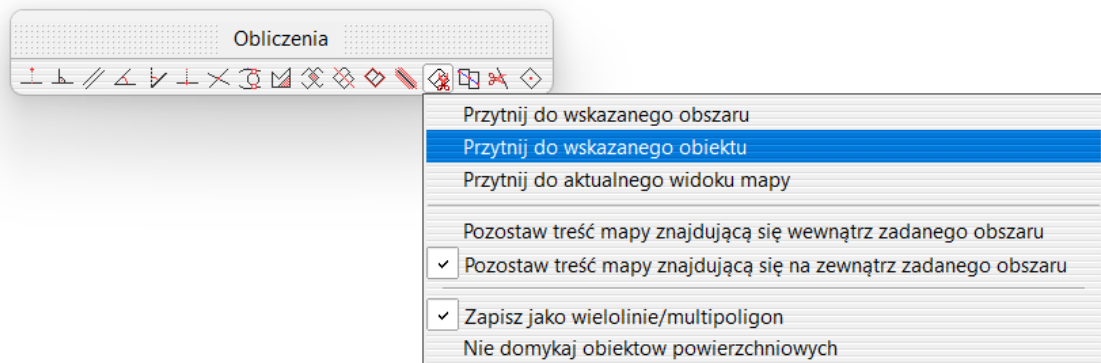 Obliczenia
Przytnij do wskazanego obszaru
Przytnij do wskazanego obiektu
Przytnij do aktualnego widoku mapy
Pozostaw treść mapy znajdującą się wewnątrz zadanego obszaru
Pozostaw treść mapy znajdującą się na zewnątrz zadanego obszaru
Zapisz jako wielolinie/multipoligon
Nie domykaj obiektow powierzchniowych